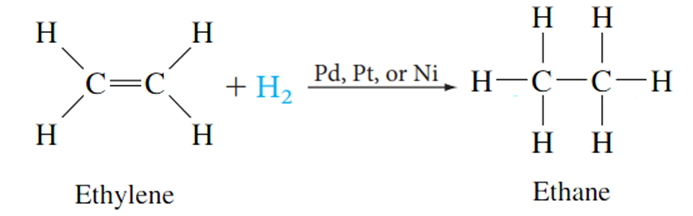 H H H H
C=C + H₂ Pd, Pt, or Ni H—C—C—H
H H H H
Ethylene Ethane